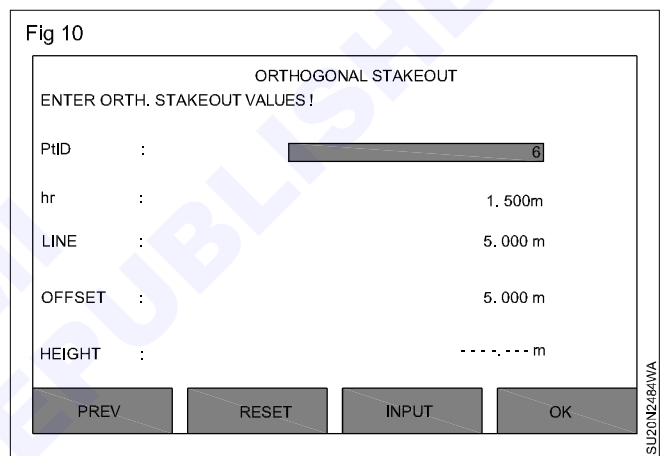 Fig 10
ORTHOGONAL STAKEOUT
ENTER ORTH. STAKEOUT VALUES !
PtID : 6
hr : 1. 500m
LINE : 5. 000 m
OFFSET : 5. 000 m
HEIGHT : - - - -. - - - m
PREV RESET INPUT OK
SU20N2484WA